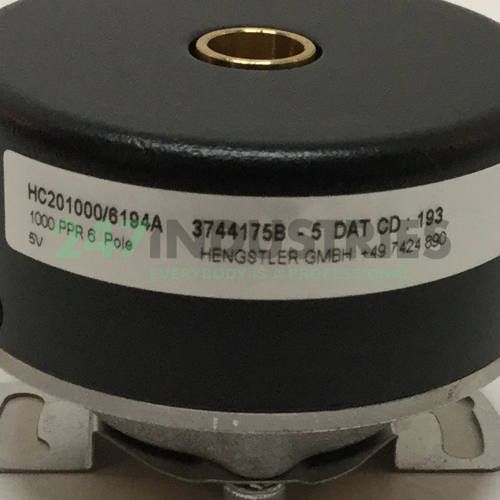 HC201000/6194A 3744175B - 5 DAT CD : 193
1000 PPR 6 Pole HENGSTLER GMBH +49 7424 890
5V
247INDUSTRIES
EVERYBODY IS A PROFESSIONAL